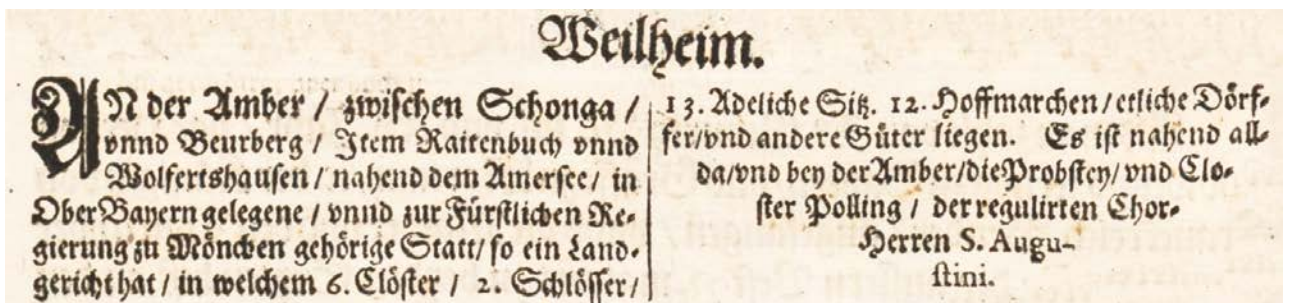 Weilheim.
AN der Amber / zwischen Schonga /
vnnd Beurberg / Item Raitenbuch vnnd
Wolfertshausen / nahend dem Amersee / in
Ober Bayern gelegene / vnnd zur Fürstlichen Re-
gierung zu Mönchen gehörige Statt / so ein Land-
gericht hat / in welchem 6. Clöster / 2. Schlösser /
13. Adeliche Sitz. 12. Hoffmarchen / etliche Dörf-
fer / vnd andere Güter liegen. Es ist nahend all-
da / vnd bey der Amber / die Probstey / vnd Clo-
ster Polling / der regulirten Chor-
Herren S. Augu-
stini.